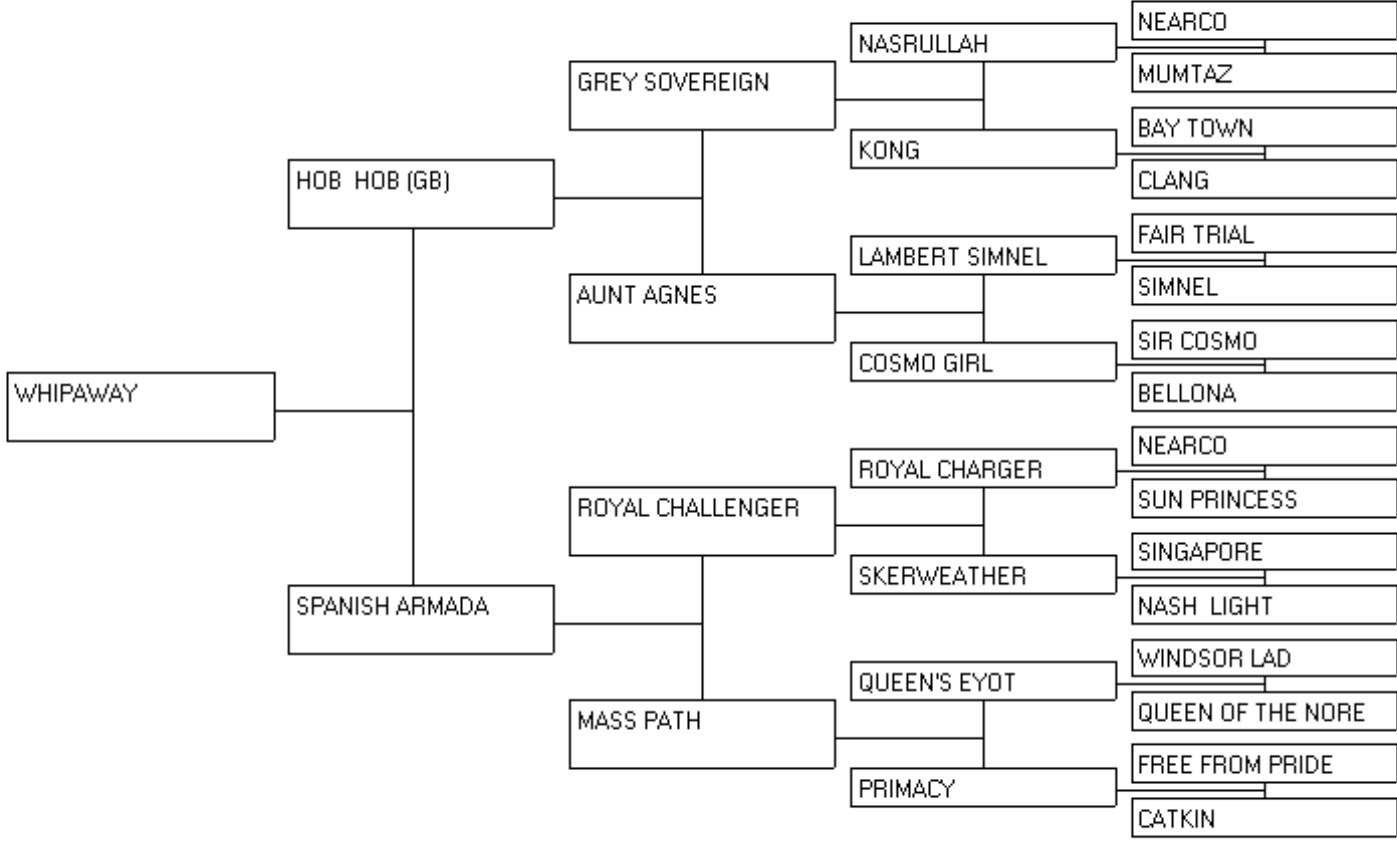 NEARCO
NASRULLAH
MUMTAZ
GREY SOVEREIGN
BAY TOWN
KONG
CLANG
HOB HOB (GB)
FAIR TRIAL
LAMBERT SIMNEL
SIMNEL
AUNT AGNES
SIR COSMO
COSMO GIRL
BELLONA
WHIPAWAY
NEARCO
ROYAL CHARGER
SUN PRINCESS
ROYAL CHALLENGER
SINGAPORE
SKERWEATHER
NASH LIGHT
SPANISH ARMADA
WINDSOR LAD
QUEEN'S EYOT
QUEEN OF THE NORE
MASS PATH
FREE FROM PRIDE
PRIMACY
CATKIN